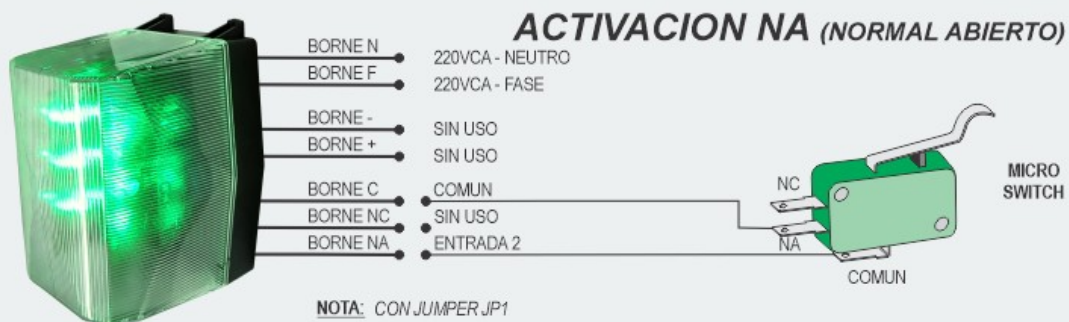 ACTIVACION NA (NORMAL ABIERTO)
BORNE N 220VCA - NEUTRO
BORNE F 220VCA - FASE
BORNE - SIN USO
BORNE + SIN USO
BORNE C COMUN
BORNE NC SIN USO
BORNE NA ENTRADA 2
NC
NA
COMUN
MICRO
SWITCH
NOTA: CON JUMPER JP1